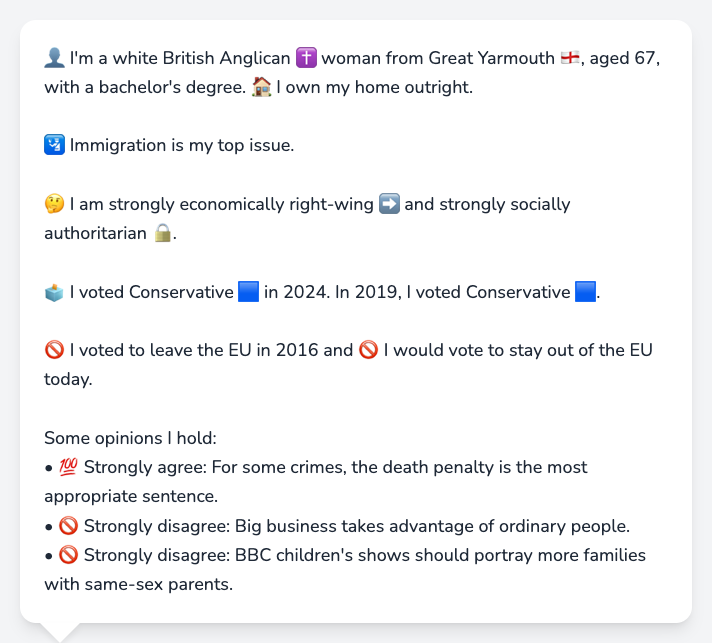 👤 I'm a white British Anglican ✝️ woman from Great Yarmouth 🏴󠁧󠁢󠁥󠁮󠁧󠁿, aged 67,
with a bachelor's degree. 🏠 I own my home outright.
🛂 Immigration is my top issue.
🤔 I am strongly economically right-wing ➡️ and strongly socially
authoritarian 🔒.
🗳️ I voted Conservative 🟦 in 2024. In 2019, I voted Conservative 🟦.
🚫 I voted to leave the EU in 2016 and 🚫 I would vote to stay out of the EU
today.
Some opinions I hold:
• 💯 Strongly agree: For some crimes, the death penalty is the most
appropriate sentence.
• 🚫 Strongly disagree: Big business takes advantage of ordinary people.
• 🚫 Strongly disagree: BBC children's shows should portray more families
with same-sex parents.